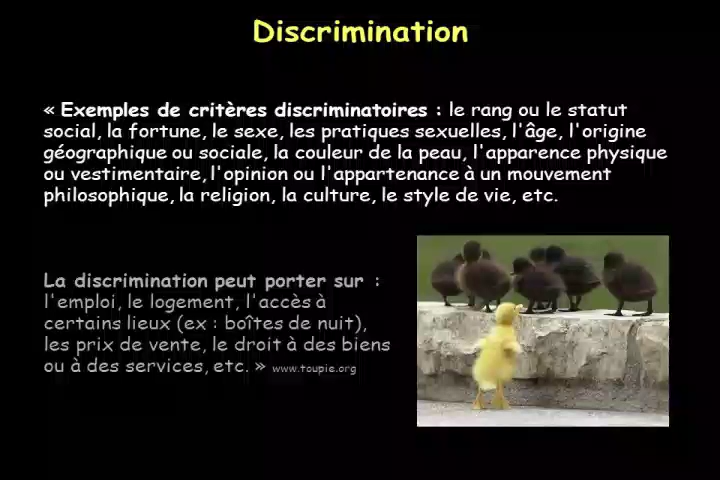 Discrimination
« Exemples de critères discriminatoires : le rang ou le statut
social, la fortune, le sexe, les pratiques sexuelles, l'âge, l'origine
géographique ou sociale, la couleur de la peau, l'apparence physique
ou vestimentaire, l'opinion ou l'appartenance à un mouvement
philosophique, la religion, la culture, le style de vie, etc.
La discrimination peut porter sur :
l'emploi, le logement, l'accès à
certains lieux (ex : boîtes de nuit),
les prix de vente, le droit à des biens
ou à des services, etc. » www.toupie.org